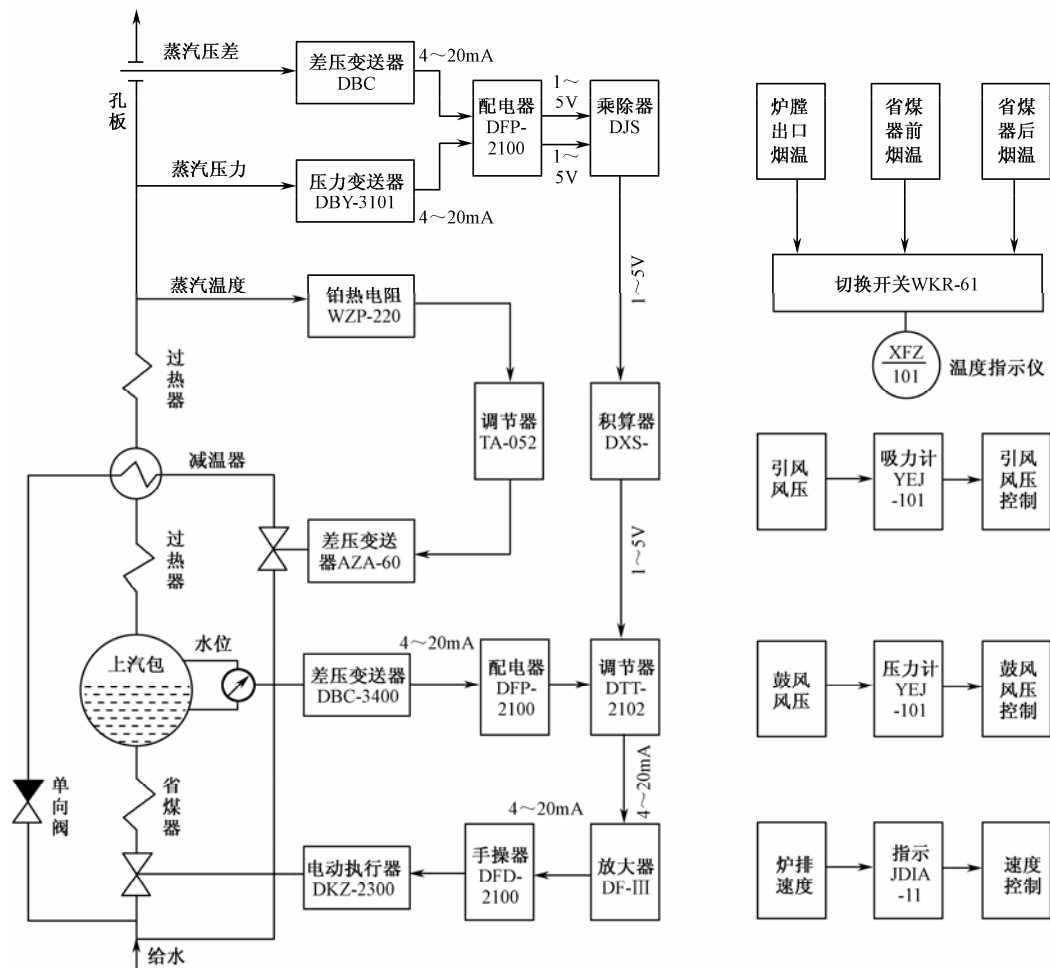 蒸汽压差
孔
板
差压变送器
DBC
4～20mA
配电器
DFP-
2100
1～
5V
1～
5V
乘除器
DJS
蒸汽压力
压力变送器
DBY-3101
4～20mA
1～5V
蒸汽温度
铂热电阻
WZP-220
过
热
器
调节器
TA-052
积算器
DXS-
减温器
差压变送
器AZA-60
1～5V
过
热
器
上汽包
水位
差压变送器
DBC-3400
4～20mA
配电器
DFP-
2100
调节器
DTT-
2102
4～20mA
单
向
阀
省
煤
器
电动执行器
DKZ-2300
手操器
DFD-
2100
4～20mA
放大器
DF-III
给水
炉膛
出口
烟温
省煤
器前
烟温
省煤
器后
烟温
切换开关WKR-61
XFZ
101
温度指示仪
引风
风压
吸力计
YEJ
-101
引风
风压
控制
鼓风
风压
压力计
YEJ
-101
鼓风
风压
控制
炉排
速度
指示
JDIA
-11
速度
控制